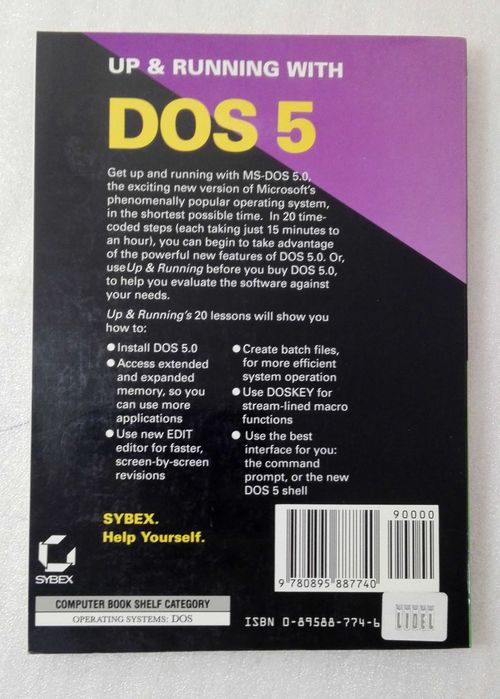 UP & RUNNING WITH
DOS 5
Get up and running with MS-DOS 5.0,
the exciting new version of Microsoft's
phenomenally popular operating system,
in the shortest possible time. In 20 time-
coded steps (each taking just 15 minutes to
an hour), you can begin to take advantage
of the powerful new features of DOS 5.0. Or,
use Up & Running before you buy DOS 5.0,
to help you evaluate the software against
your needs.
Up & Running's 20 lessons will show you
how to:
● Install DOS 5.0
● Access extended
and expanded
memory, so you
can use more
applications
● Use new EDIT
editor for faster,
screen-by-screen
revisions
● Create batch files,
for more efficient
system operation
● Use DOSKEY for
stream-lined macro
functions
● Use the best
interface for you:
the command
prompt, or the new
DOS 5 shell
SYBEX.
Help Yourself.
SYBEX
COMPUTER BOOK SHELF CATEGORY
OPERATING SYSTEMS: DOS
90000
9 780895 887740
ISBN 0-89588-774-6
LIDEL